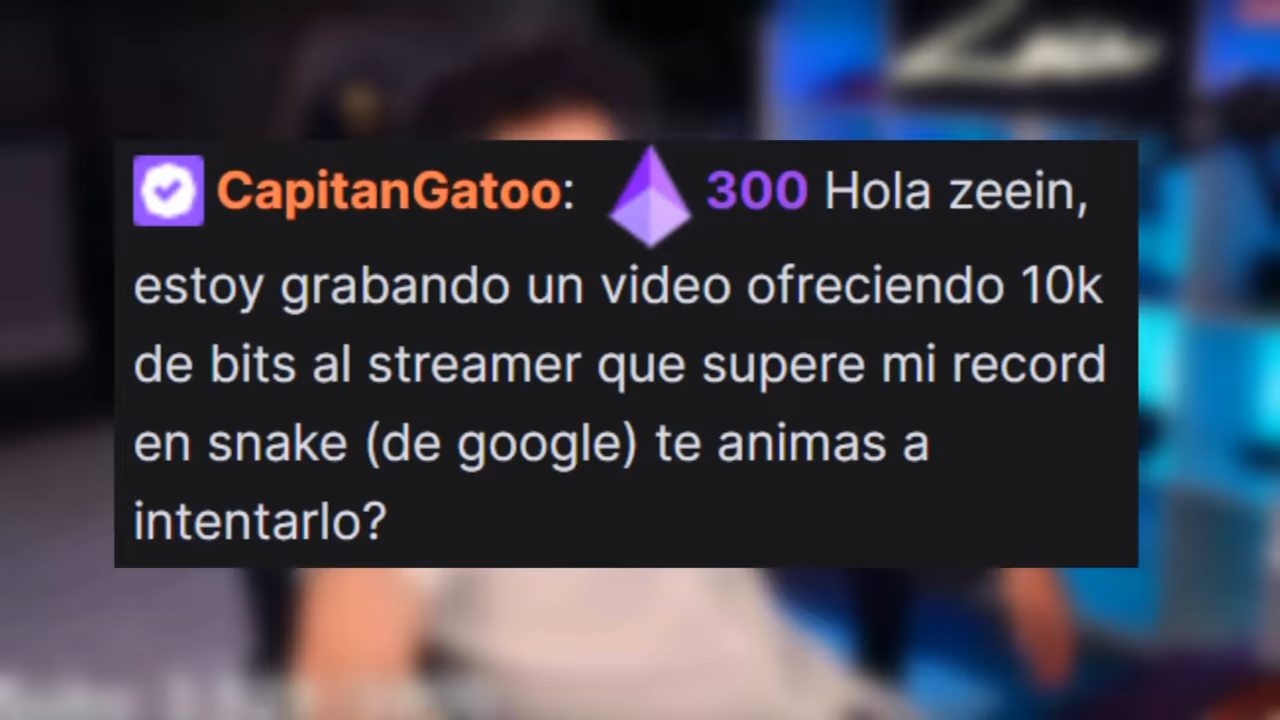 CapitanGatoo: 300 Hola zeein,
estoy grabando un video ofreciendo 10k
de bits al streamer que supere mi record
en snake (de google) te animas a
intentarlo?